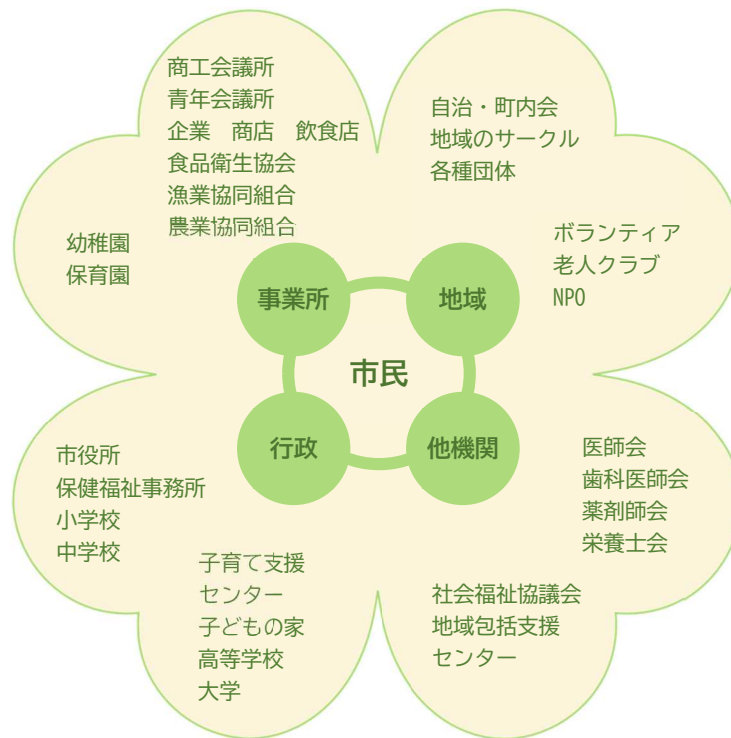 商工会議所
青年会議所
企業　商店　飲食店
食品衛生協会
漁業協同組合
農業協同組合
幼稚園
保育園
自治・町内会
地域のサークル
各種団体
ボランティア
老人クラブ
NPO
事業所
地域
市民
行政
他機関
市役所
保健福祉事務所
小学校
中学校
子育て支援
センター
子どもの家
高等学校
大学
医師会
歯科医師会
薬剤師会
栄養士会
社会福祉協議会
地域包括支援
センター